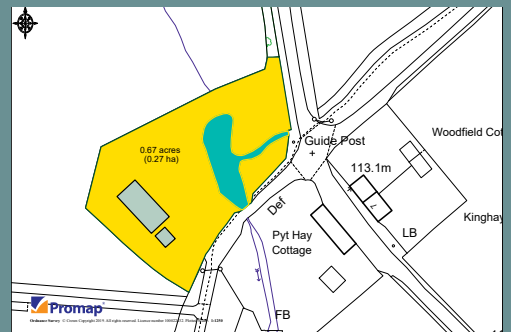 0.67 acres
(0.27 ha)
Guide Post
Woodfield Cot
113.1m
Kinghay
Def
LB
Pyt Hay
Cottage
FB
Promap